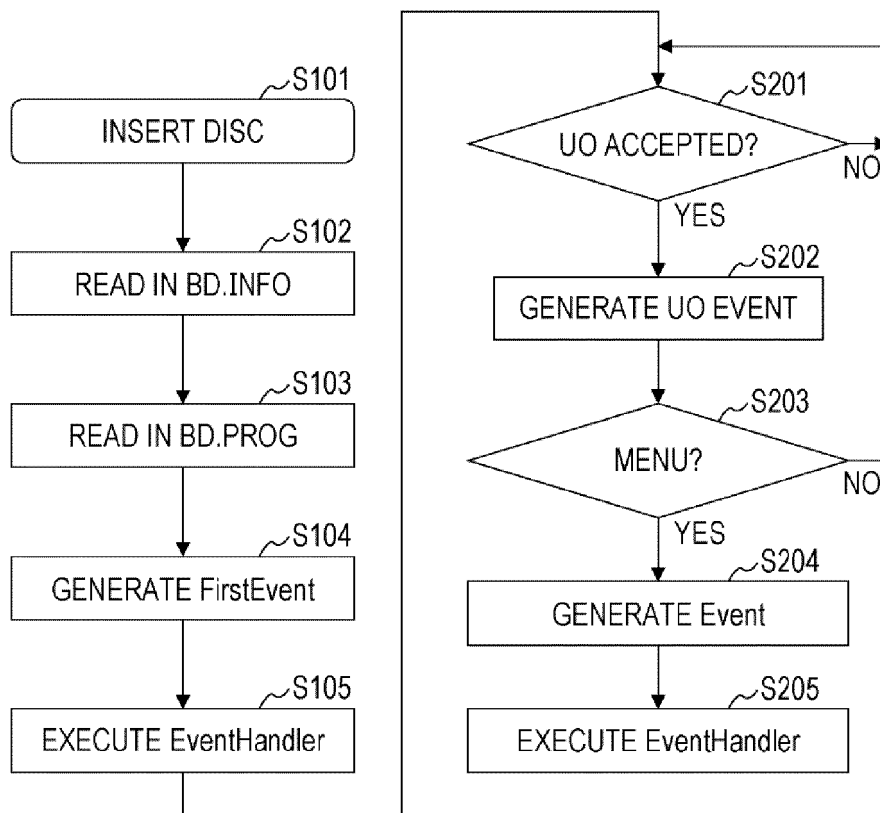 S101
INSERT DISC
S102
READ IN BD.INFO
S103
READ IN BD.PROG
S104
GENERATE FirstEvent
S105
EXECUTE EventHandler
S201
UO ACCEPTED?
NO
YES
S202
GENERATE UO EVENT
S203
MENU?
NO
YES
S204
GENERATE Event
S205
EXECUTE EventHandler